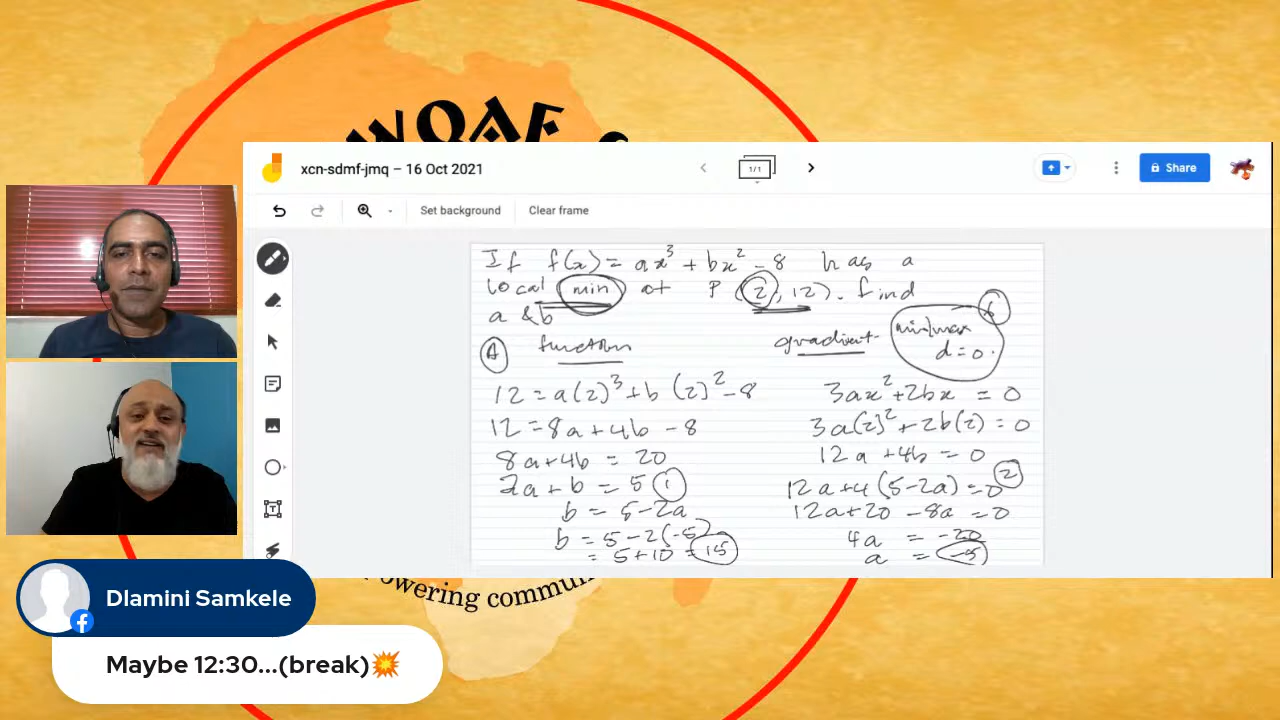 WQAF
xcn-sdmf-jmq – 16 Oct 2021
1/1
Share
Set background
Clear frame
If f(x) = ax³ + bx² - 8 has a
local min at P (2, 12). find
a & b
A function
12 = a(2)³ + b (2)² - 8
12 = 8a + 4b - 8
8a + 4b = 20
2a + b = 5 1
b = 5 - 2a
b = 5 - 2(-5)
= 5 + 10 = 15
gradient
min/max
d = 0.
3ax² + 2bx = 0
3a(2)² + 2b(2) = 0
12a + 4b = 0 2
12a + 4(5 - 2a) = 0
12a + 20 - 8a = 0
4a = -20
a = -5
powering commun
Dlamini Samkele
Maybe 12:30...(break)💥